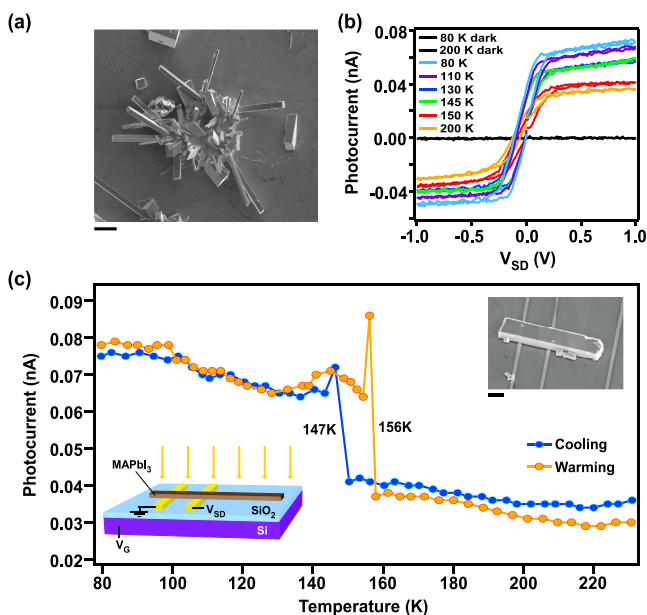 (a)
(b)
80 K dark
200 K dark
80 K
110 K
130 K
145 K
150 K
200 K
Photocurrent (nA)
0.08
0.04
0.00
-0.04
-1.0 -0.5 0.0 0.5 1.0
V_SD (V)
(c)
Photocurrent (nA)
0.09
0.08
0.07
0.06
0.05
0.04
0.03
0.02
147K
156K
Cooling
Warming
MAPbI₃
V_SD
SiO₂
Si
V_G
80 100 120 140 160 180 200 220
Temperature (K)